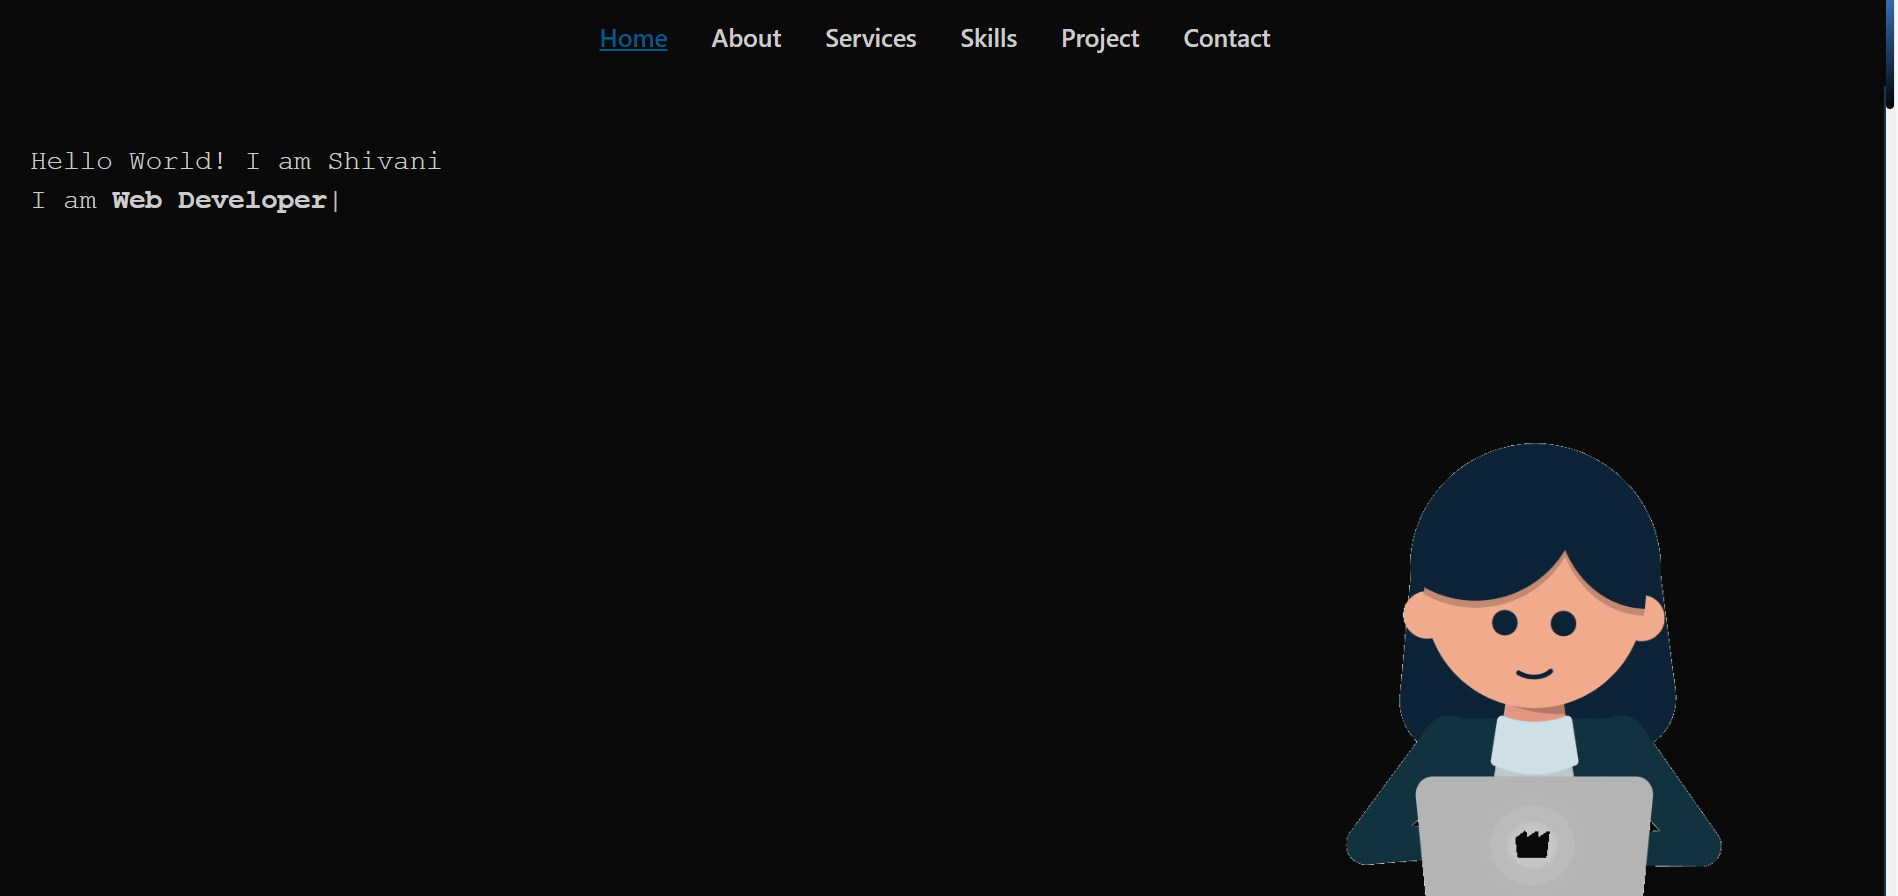 Home About Services Skills Project Contact
Hello World! I am Shivani
I am Web Developer|